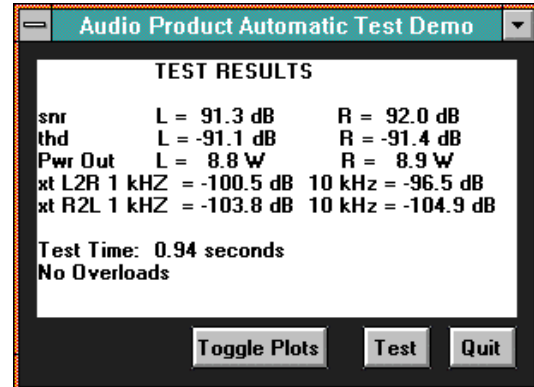 Audio Product Automatic Test Demo
TEST RESULTS
snr L = 91.3 dB R = 92.0 dB
thd L = -91.1 dB R = -91.4 dB
Pwr Out L = 8.8 W R = 8.9 W
xt L2R 1 kHZ = -100.5 dB 10 kHz = -96.5 dB
xt R2L 1 kHZ = -103.8 dB 10 kHz = -104.9 dB
Test Time: 0.94 seconds
No Overloads
Toggle Plots Test Quit